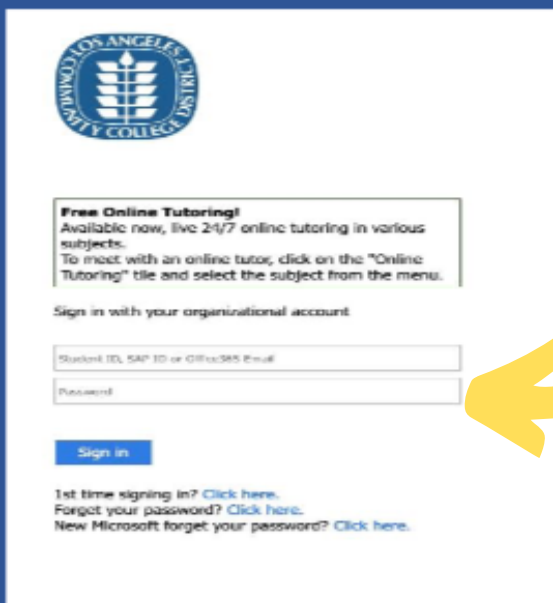 LOS ANGELES
COMMUNITY COLLEGE DISTRICT
Free Online Tutoring!
Available now, live 24/7 online tutoring in various
subjects.
To meet with an online tutor, click on the "Online
Tutoring" tile and select the subject from the menu.
Sign in with your organizational account
Student ID, SAP ID or Office365 Email
Password
Sign in
1st time signing in? Click here.
Forget your password? Click here.
New Microsoft forget your password? Click here.